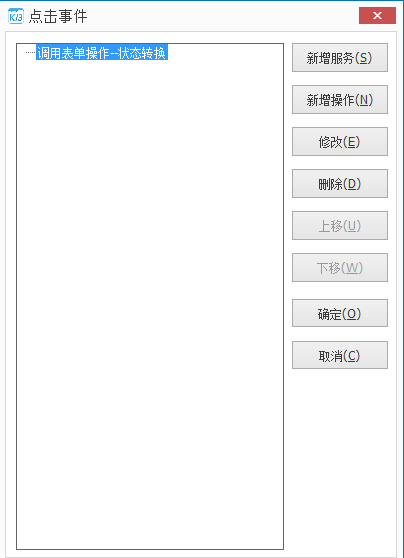 K/3 点击事件
调用表单操作--状态转换
新增服务(S)
新增操作(N)
修改(E)
删除(D)
上移(U)
下移(W)
确定(O)
取消(C)